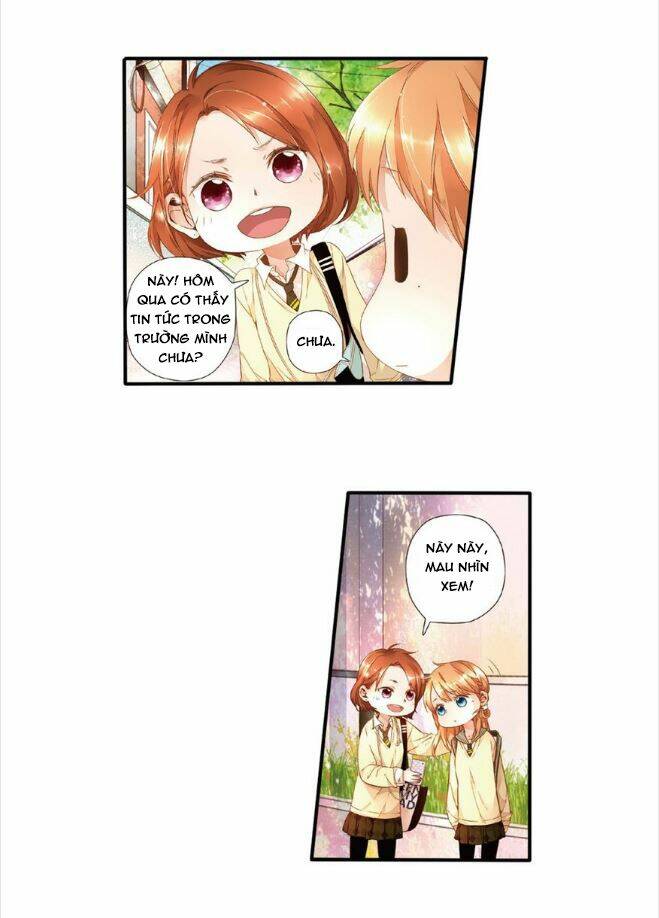 NÀY! HÔM
QUA CÓ THẤY
TIN TỨC TRONG
TRƯỜNG MÌNH
CHƯA?
CHƯA.
NÀY NÀY,
MAU NHÌN
XEM!